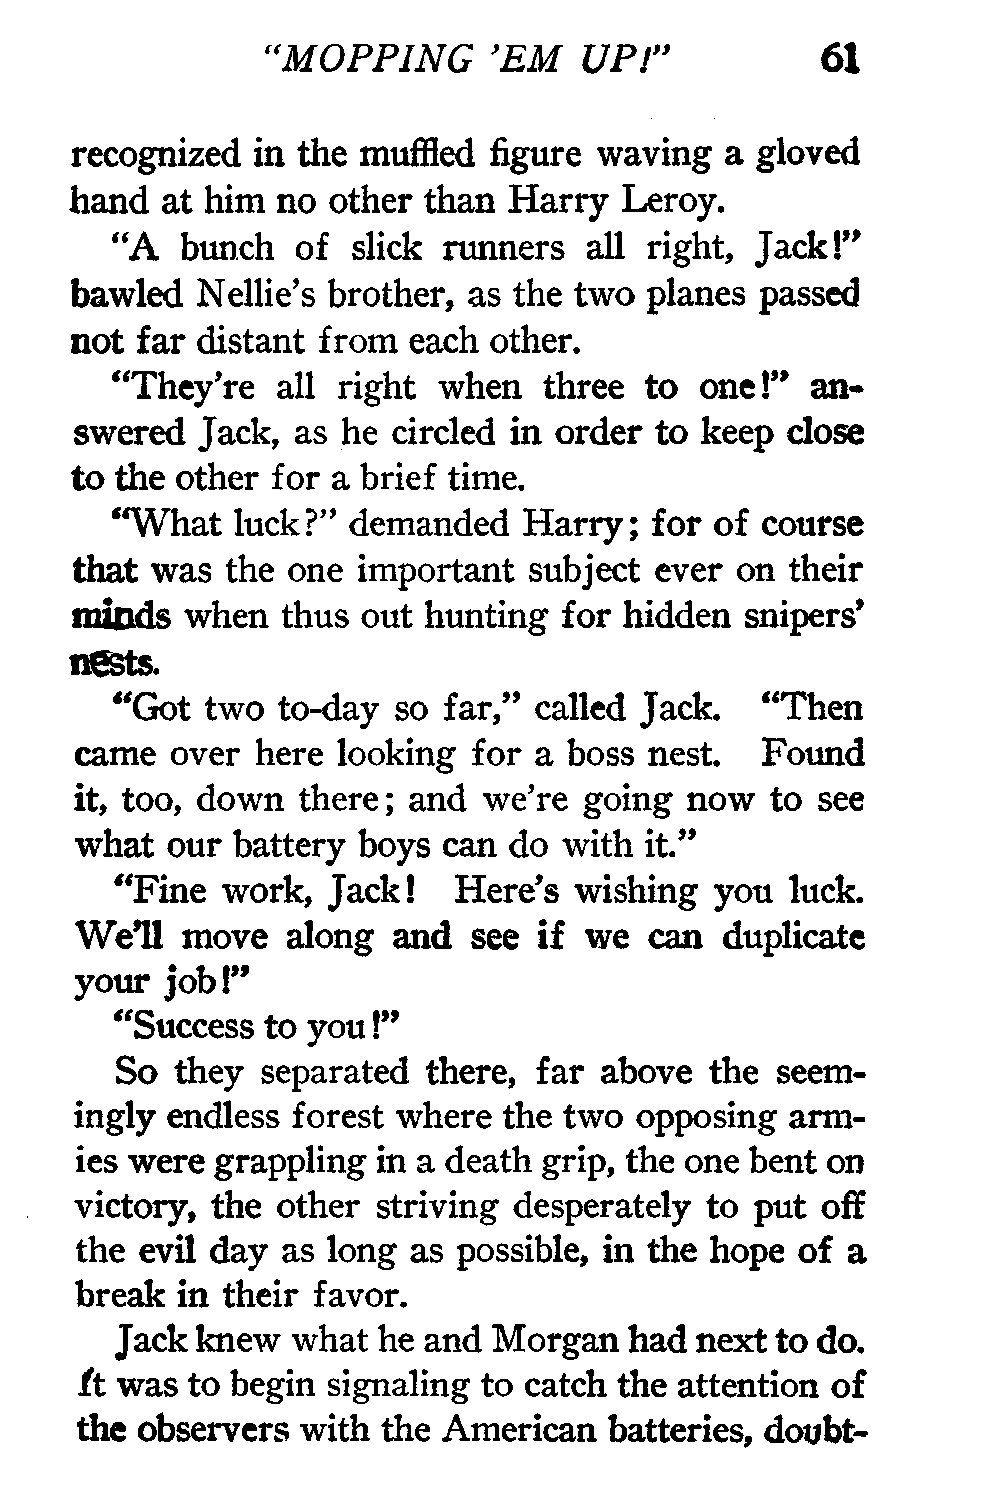 “MOPPING ’EM UP!” 61
recognized in the muffled figure waving a gloved
hand at him no other than Harry Leroy.
“A bunch of slick runners all right, Jack!”
bawled Nellie’s brother, as the two planes passed
not far distant from each other.
“They’re all right when three to one!” an-
swered Jack, as he circled in order to keep close
to the other for a brief time.
“What luck?” demanded Harry; for of course
that was the one important subject ever on their
minds when thus out hunting for hidden snipers’
nests.
“Got two to-day so far,” called Jack. “Then
came over here looking for a boss nest. Found
it, too, down there; and we’re going now to see
what our battery boys can do with it.”
“Fine work, Jack! Here’s wishing you luck.
We’ll move along and see if we can duplicate
your job!”
“Success to you!”
So they separated there, far above the seem-
ingly endless forest where the two opposing arm-
ies were grappling in a death grip, the one bent on
victory, the other striving desperately to put off
the evil day as long as possible, in the hope of a
break in their favor.
Jack knew what he and Morgan had next to do.
It was to begin signaling to catch the attention of
the observers with the American batteries, doubt-